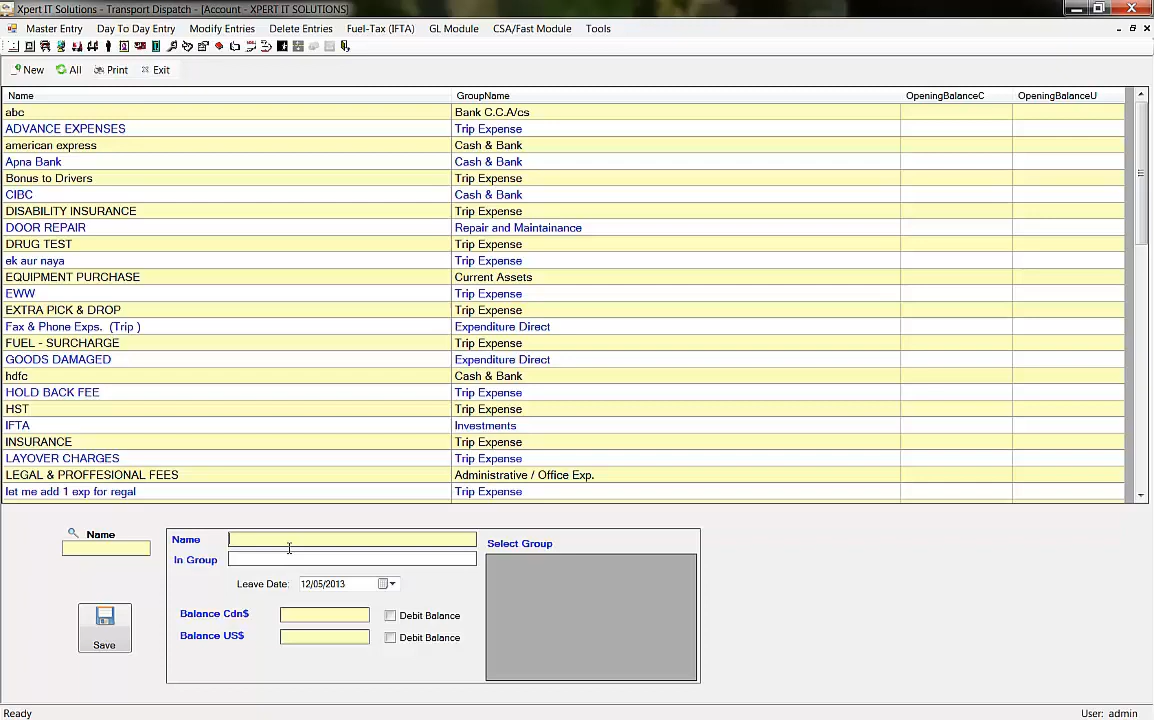 Xpert IT Solutions - Transport Dispatch - [Account - XPERT IT SOLUTIONS]
Master Entry Day To Day Entry Modify Entries Delete Entries Fuel-Tax (IFTA) GL Module CSA/Fast Module Tools
New All Print Exit
Name GroupName OpeningBalanceC OpeningBalanceU
abc Bank C.C.A/cs
ADVANCE EXPENSES Trip Expense
american express Cash & Bank
Apna Bank Cash & Bank
Bonus to Drivers Trip Expense
CIBC Cash & Bank
DISABILITY INSURANCE Trip Expense
DOOR REPAIR Repair and Maintainance
DRUG TEST Trip Expense
ek aur naya Trip Expense
EQUIPMENT PURCHASE Current Assets
EWW Trip Expense
EXTRA PICK & DROP Trip Expense
Fax & Phone Exps. (Trip ) Expenditure Direct
FUEL - SURCHARGE Trip Expense
GOODS DAMAGED Expenditure Direct
hdfc Cash & Bank
HOLD BACK FEE Trip Expense
HST Trip Expense
IFTA Investments
INSURANCE Trip Expense
LAYOVER CHARGES Trip Expense
LEGAL & PROFFESIONAL FEES Administrative / Office Exp.
let me add 1 exp for regal Trip Expense
Name Name Select Group
In Group
Leave Date: 12/05/2013
Balance Cdn$ Debit Balance
Balance US$ Debit Balance
Save
Ready User: admin